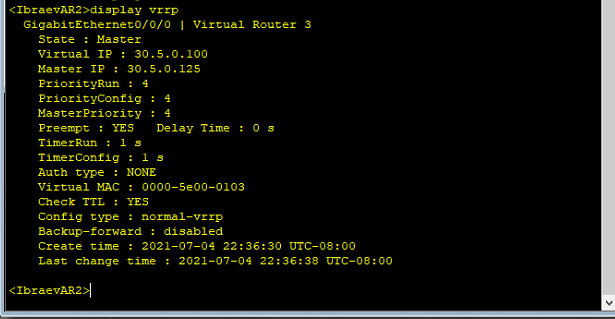 <IbraevAR2>display vrrp
GigabitEthernet0/0/0 | Virtual Router 3
State : Master
Virtual IP : 30.5.0.100
Master IP : 30.5.0.125
PriorityRun : 4
PriorityConfig : 4
MasterPriority : 4
Preempt : YES   Delay Time : 0 s
TimerRun : 1 s
TimerConfig : 1 s
Auth type : NONE
Virtual MAC : 0000-5e00-0103
Check TTL : YES
Config type : normal-vrrp
Backup-forward : disabled
Create time : 2021-07-04 22:36:30 UTC-08:00
Last change time : 2021-07-04 22:36:38 UTC-08:00
<IbraevAR2>